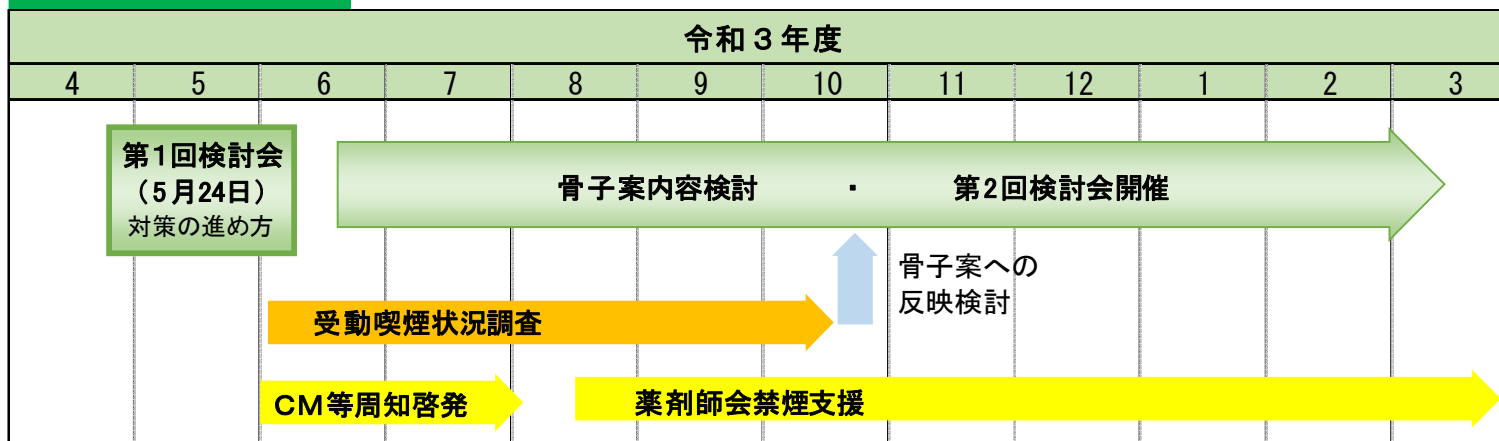 令和３年度
4 5 6 7 8 9 10 11 12 1 2 3
第1回検討会
（5月24日）
対策の進め方
骨子案内容検討 ・ 第2回検討会開催
骨子案への
反映検討
受動喫煙状況調査
ＣＭ等周知啓発
薬剤師会禁煙支援